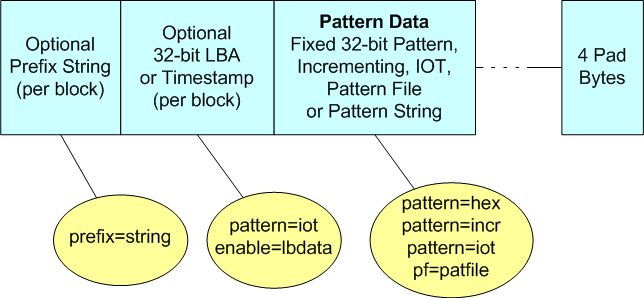 Optional
Prefix String
(per block)
Optional
32-bit LBA
or Timestamp
(per block)
Pattern Data
Fixed 32-bit Pattern,
Incrementing, IOT,
Pattern File
or Pattern String
4 Pad
Bytes
prefix=string
pattern=iot
enable=lbdata
pattern=hex
pattern=incr
pattern=iot
pf=patfile